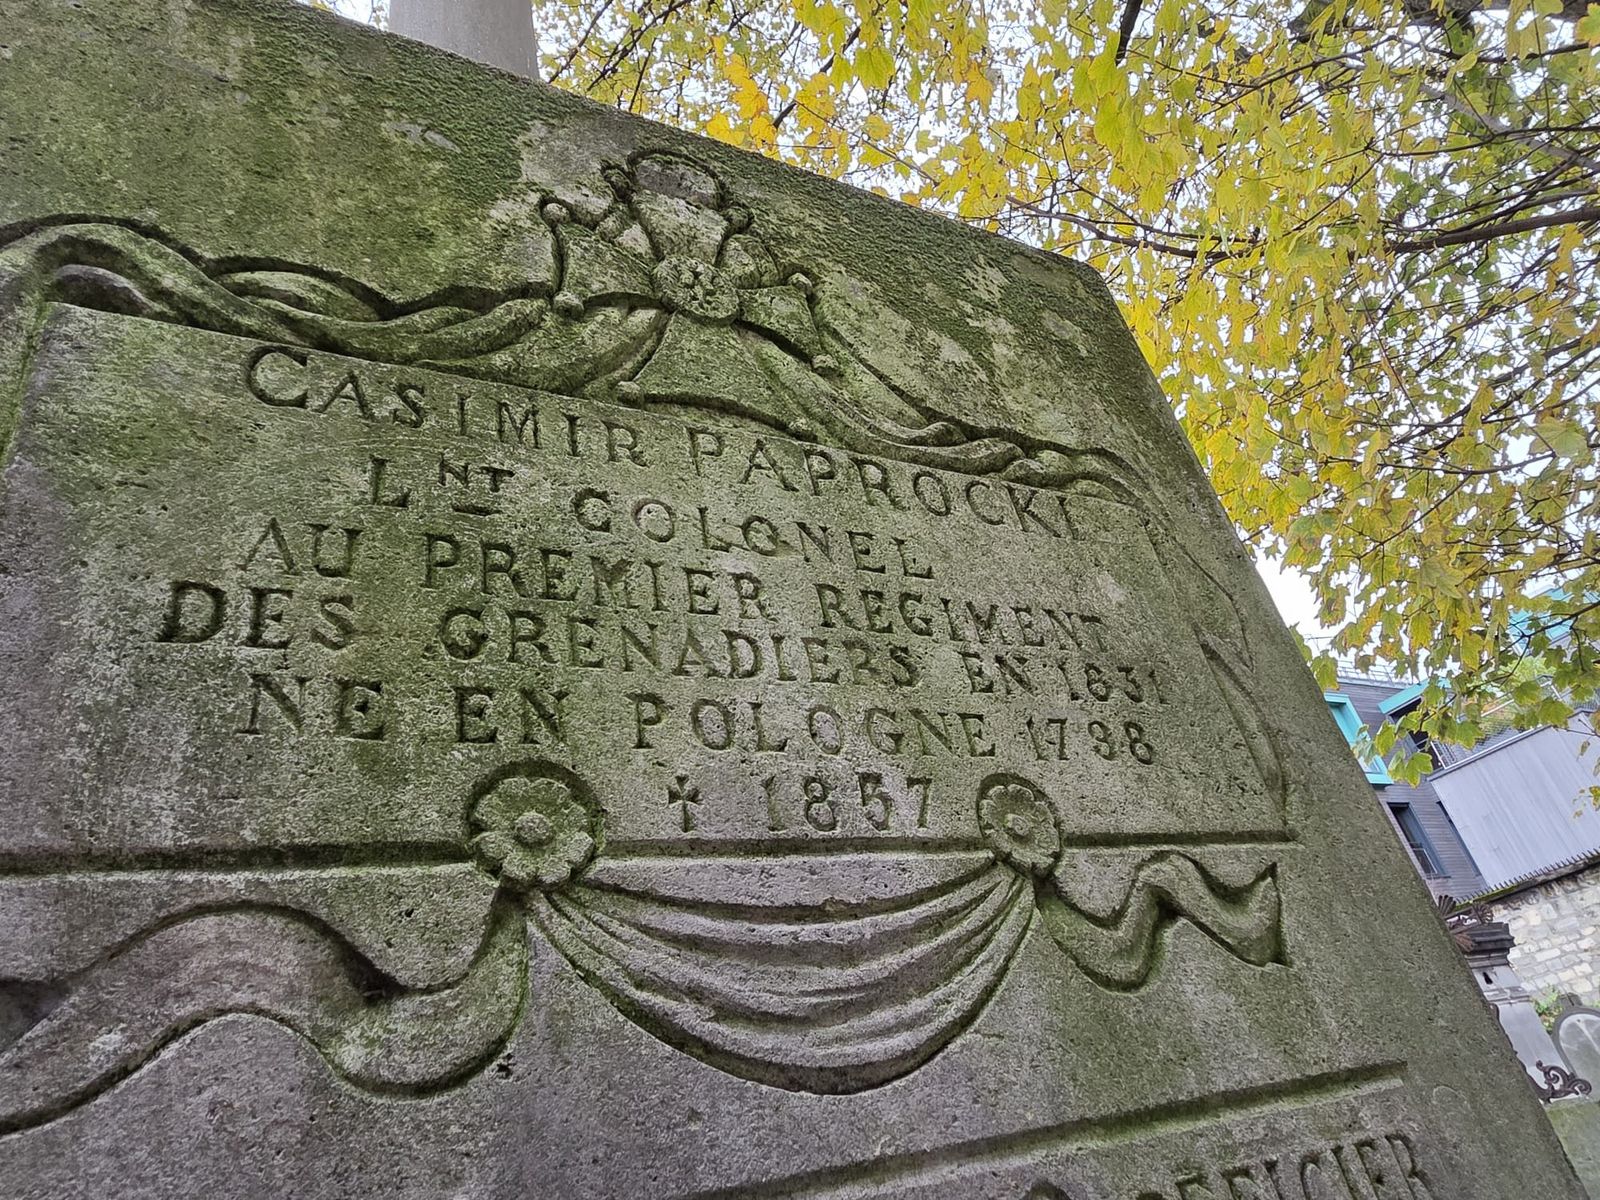 CASIMIR PAPROCKI
LNT COLONEL
AU PREMIER REGIMENT
DES GRENADIERS EN 1831
NE EN POLOGNE 1798
✝ 1857